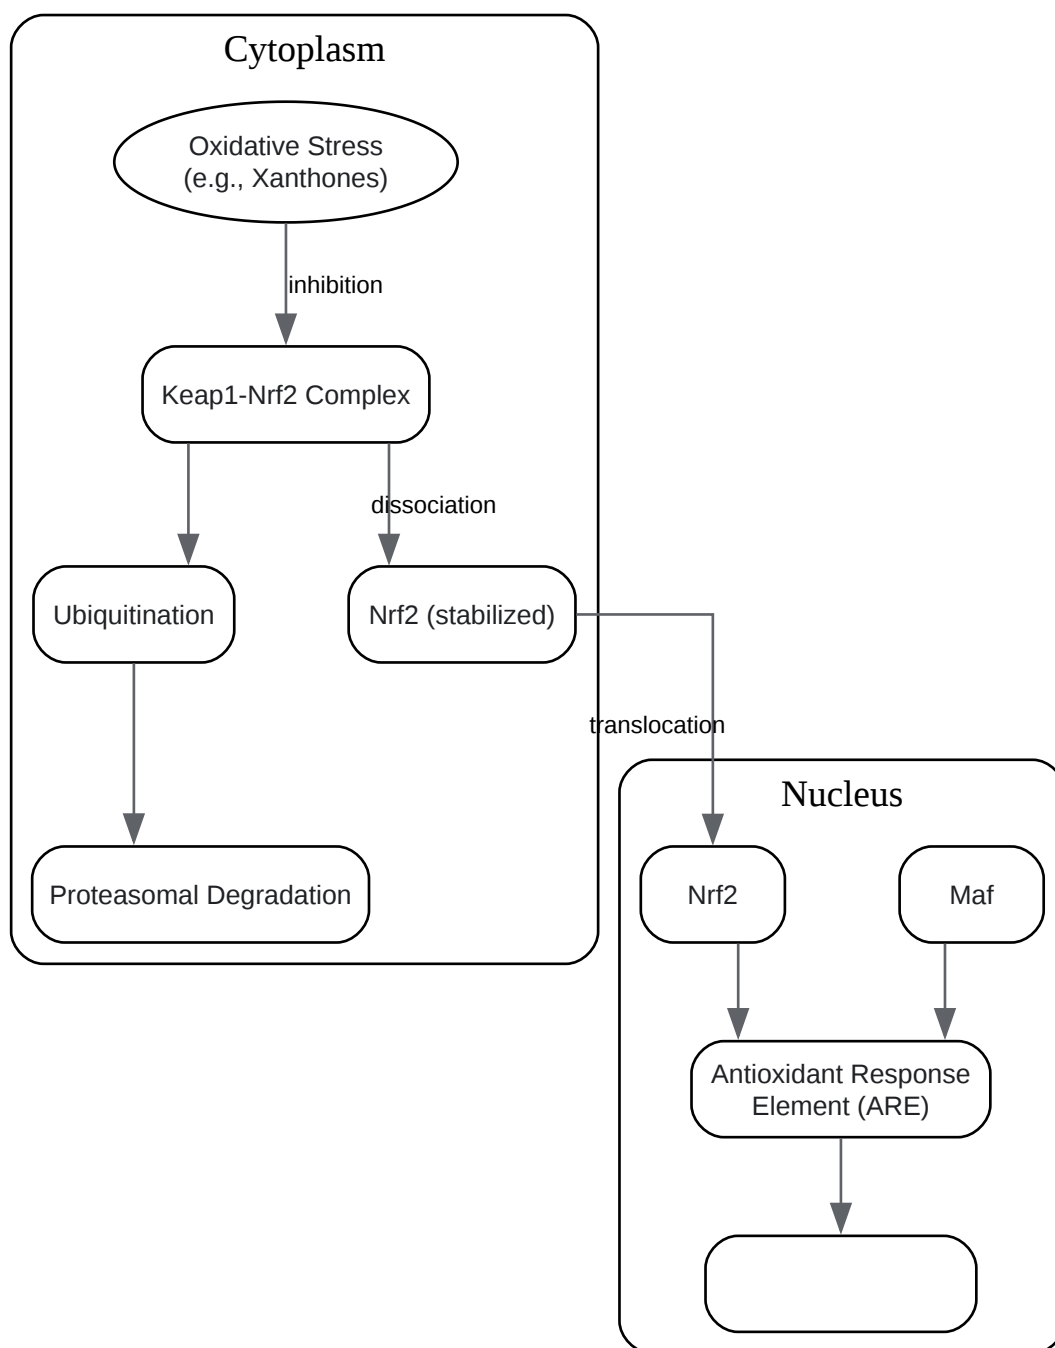 Cytoplasm
Oxidative Stress
(e.g., Xanthones)
inhibition
Keap1-Nrf2 Complex
dissociation
Ubiquitination
Nrf2 (stabilized)
translocation
Nucleus
Proteasomal Degradation
Nrf2
Maf
Antioxidant Response
Element (ARE)